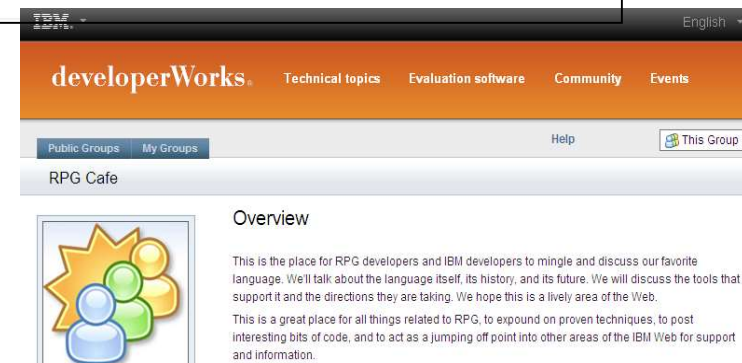 IBM.
English
developerWorks.
Technical topics
Evaluation software
Community
Events
Public Groups
My Groups
Help
This Group
RPG Cafe
Overview
This is the place for RPG developers and IBM developers to mingle and discuss our favorite
language. We'll talk about the language itself, its history, and its future. We will discuss the tools that
support it and the directions they are taking. We hope this is a lively area of the Web.
This is a great place for all things related to RPG, to expound on proven techniques, to post
interesting bits of code, and to act as a jumping off point into other areas of the IBM Web for support
and information.